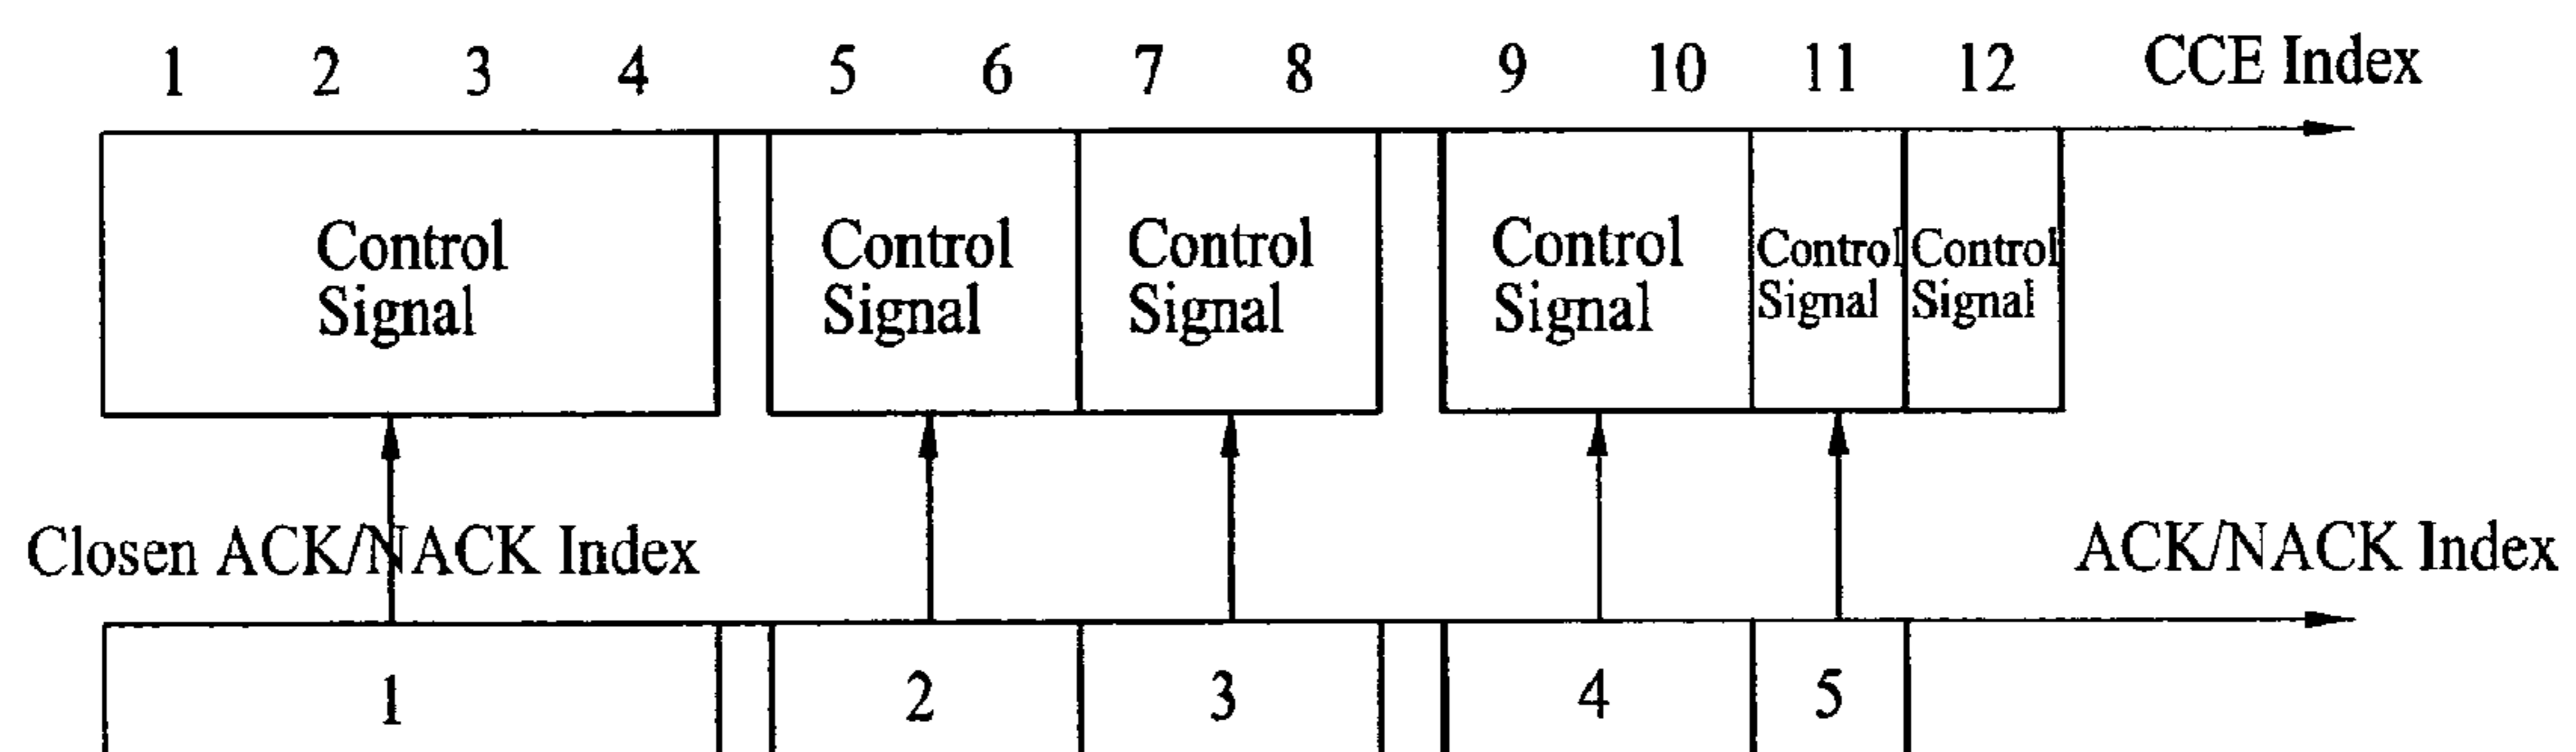 1 2 3 4 5 6 7 8 9 10 11 12 CCE Index
Control
Signal
Control
Signal
Control
Signal
Control
Signal
Control
Signal
Control
Signal
Closen ACK/NACK Index
ACK/NACK Index
1 2 3 4 5